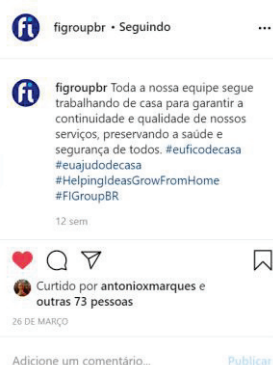 fi figroupbr • Seguindo ...
fi figroupbr Toda a nossa equipe segue
trabalhando de casa para garantir a
continuidade e qualidade de nossos
serviços, preservando a saúde e
segurança de todos. #euficodecasa
#euajudodecasa
#HelpingIdeasGrowFromHome
#FIGroupBR
12 sem
Curtido por antonioxmarques e
outras 73 pessoas
26 DE MARÇO
Adicione um comentário... Publicar